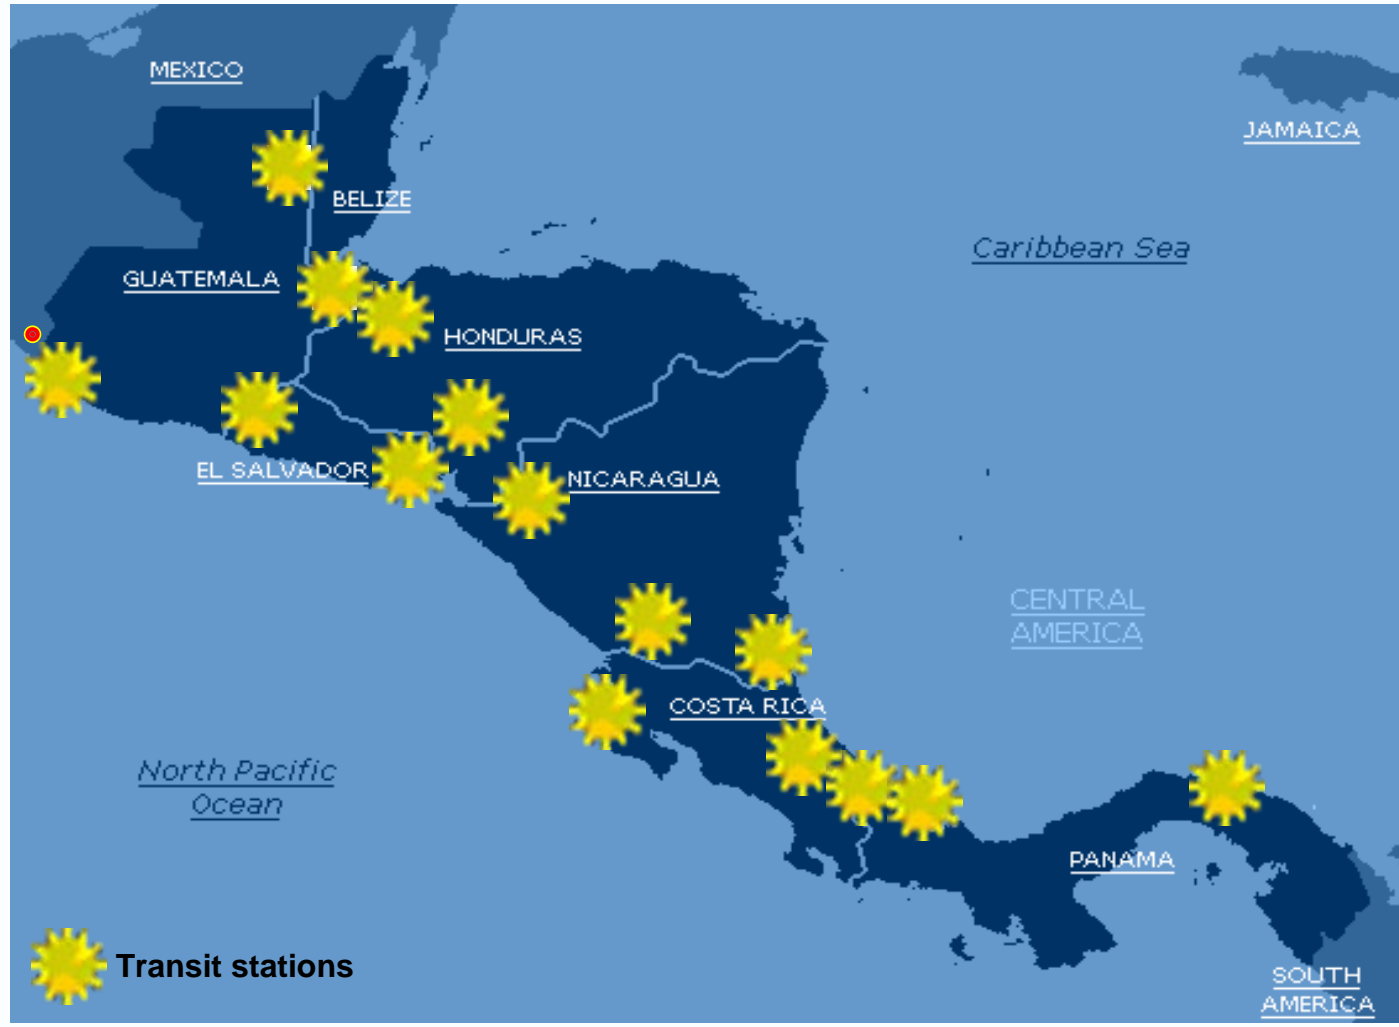 MEXICO
JAMAICA
BELIZE
Caribbean Sea
GUATEMALA
HONDURAS
EL SALVADOR
NICARAGUA
CENTRAL
AMERICA
COSTA RICA
North Pacific
Ocean
PANAMA
Transit stations
SOUTH
AMERICA